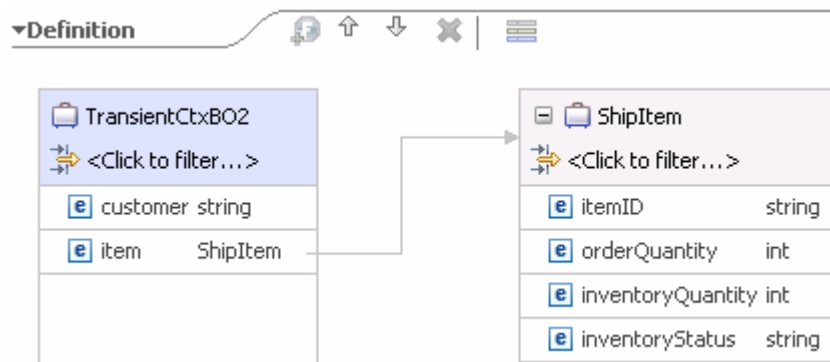 Definition
TransientCtxBO2
<Click to filter...>
e customer string
e item ShipItem
ShipItem
<Click to filter...>
e itemID string
e orderQuantity int
e inventoryQuantity int
e inventoryStatus string